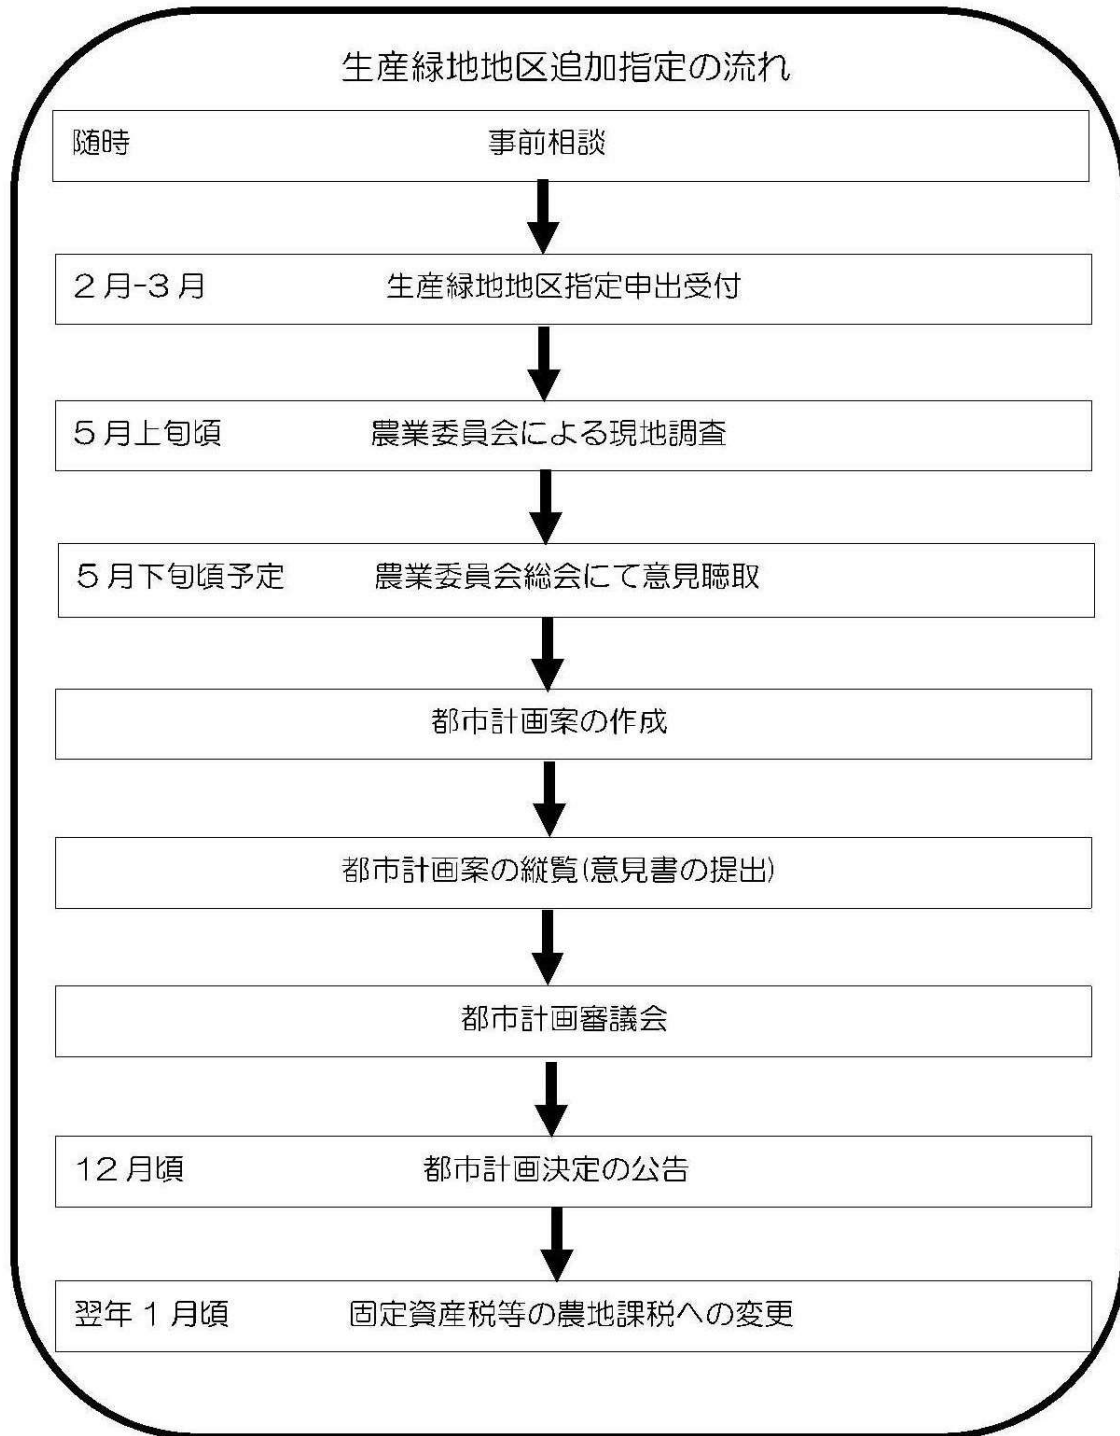 生産緑地地区追加指定の流れ
随時 事前相談
2月-3月 生産緑地地区指定申出受付
5月上旬頃 農業委員会による現地調査
5月下旬頃予定 農業委員会総会にて意見聴取
都市計画案の作成
都市計画案の縦覧(意見書の提出)
都市計画審議会
12月頃 都市計画決定の公告
翌年1月頃 固定資産税等の農地課税への変更